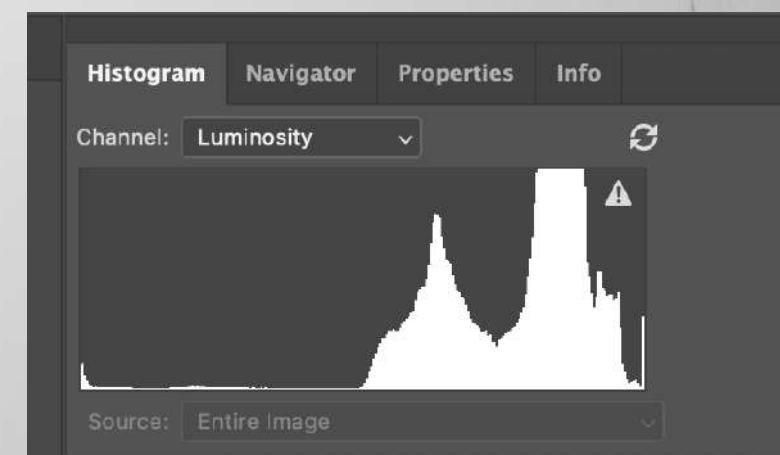 Histogram Navigator Properties Info
Channel: Luminosity
Source: Entire Image